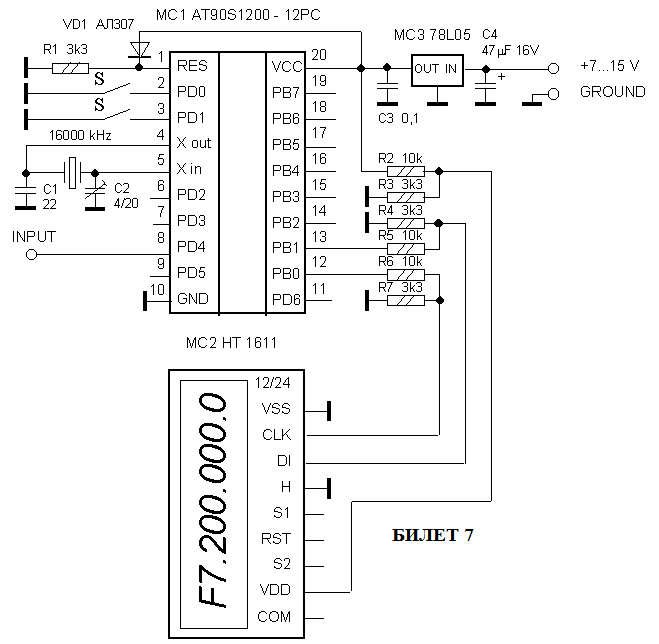 MC1 AT90S1200 - 12PC
VD1 АЛ307
MC3 78L05
C4
47µF 16V
R1 3k3
1
RES
VCC
20
OUT IN
+7...15 V
+
S
2
PD0
PB7
19
GROUND
S
3
PD1
PB6
18
C3 0,1
16000 kHz
4
X out
PB5
17
5
X in
PB4
16
R2 10k
C1
22
C2
4/20
6
PD2
PB3
15
R3 3k3
7
PD3
PB2
14
R4 3k3
INPUT
8
PD4
PB1
13
R5 10k
9
PD5
PB0
12
R6 10k
10
GND
PD6
11
R7 3k3
MC2 HT 1611
F7.200.000.0
12/24
VSS
CLK
DI
H
S1
RST
S2
VDD
COM
БИЛЕТ 7